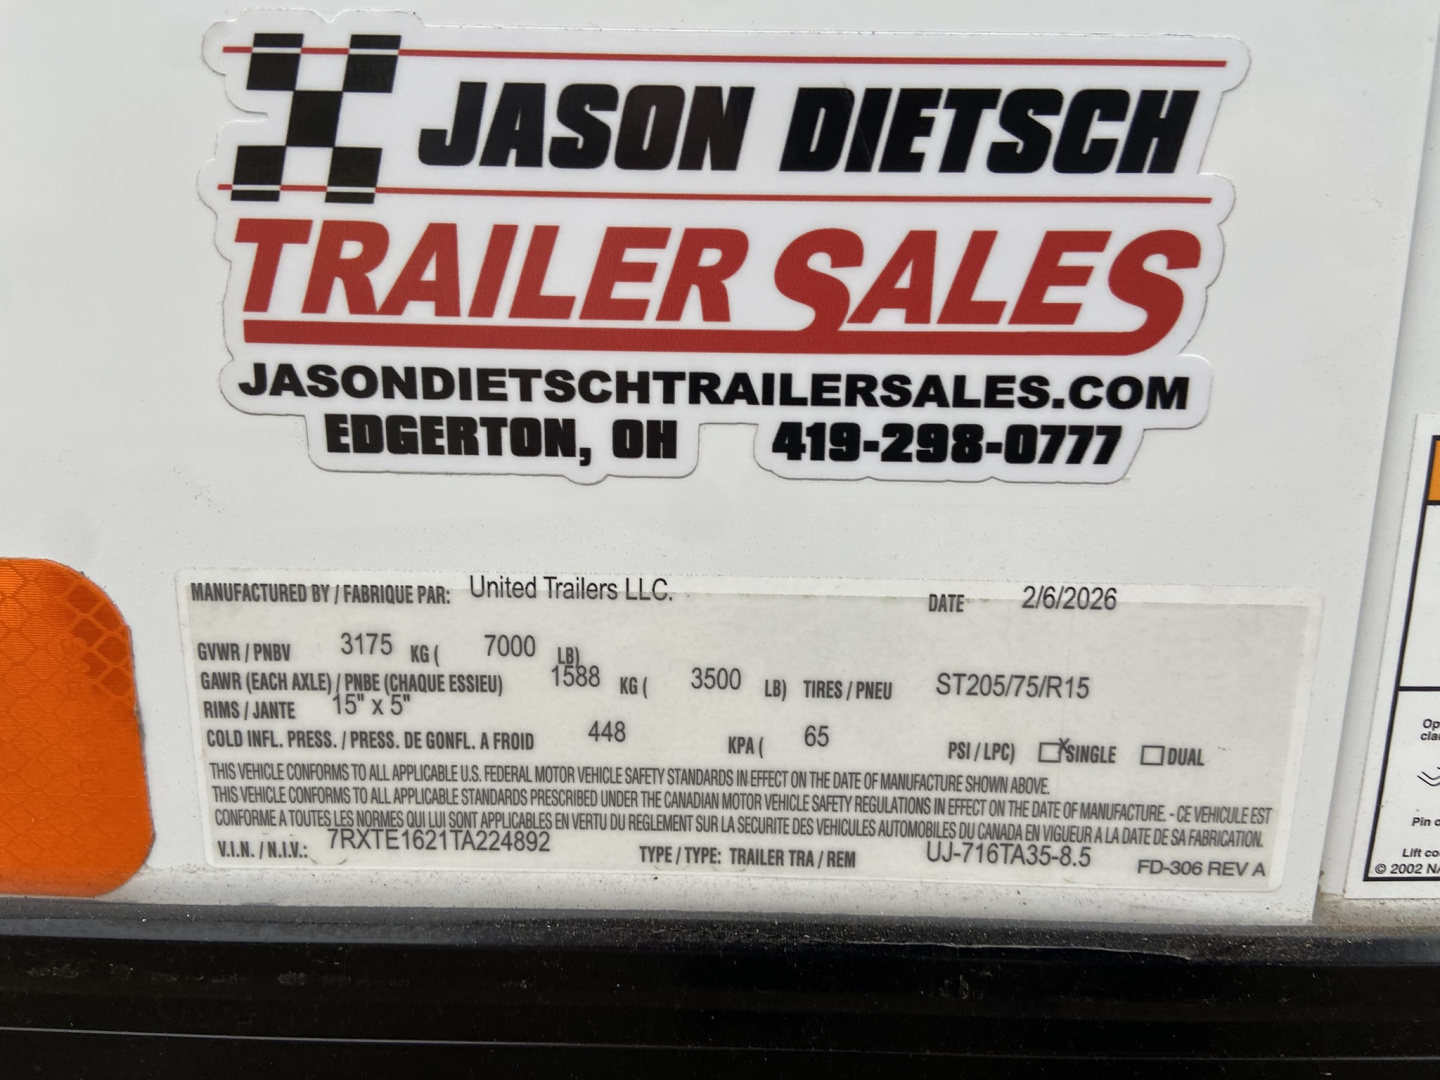 JASON DIETSCH
TRAILER SALES
JASONDIETSCHTRAILERSALES.COM
EDGERTON, OH 419-298-0777
MANUFACTURED BY / FABRIQUE PAR: United Trailers LLC. DATE 2/6/2026
GVWR / PNBV 3175 KG ( 7000 LB)
GAWR (EACH AXLE) / PNBE (CHAQUE ESSIEU) 1588 KG ( 3500 LB) TIRES / PNEU ST205/75/R15
RIMS / JANTE 15" x 5"
COLD INFL. PRESS. / PRESS. DE GONFL. A FROID 448 KPA ( 65 PSI / LPC) X SINGLE DUAL
THIS VEHICLE CONFORMS TO ALL APPLICABLE U.S. FEDERAL MOTOR VEHICLE SAFETY STANDARDS IN EFFECT ON THE DATE OF MANUFACTURE SHOWN ABOVE.
THIS VEHICLE CONFORMS TO ALL APPLICABLE STANDARDS PRESCRIBED UNDER THE CANADIAN MOTOR VEHICLE SAFETY REGULATIONS IN EFFECT ON THE DATE OF MANUFACTURE. - CE VEHICULE EST
CONFORME A TOUTES LES NORMES QUI LUI SONT APPLICABLES EN VERTU DU REGLEMENT SUR LA SECURITE DES VEHICULES AUTOMOBILES DU CANADA EN VIGUEUR A LA DATE DE SA FABRICATION.
V.I.N. / N.I.V.: 7RXTE1621TA224892 TYPE / TYPE: TRAILER TRA / REM UJ-716TA35-8.5 FD-306 REV A
Pin
Lift
© 2002